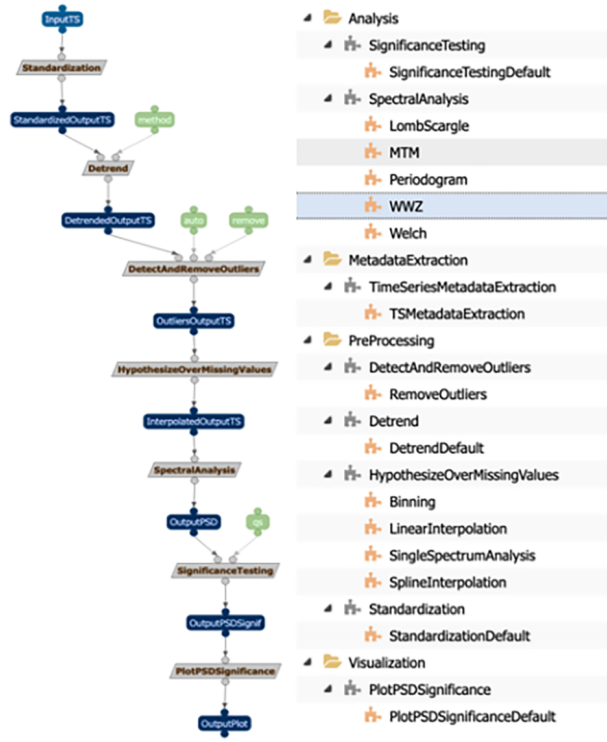 InputTS
Standardization
StandardizedOutputTS
method
Detrend
DetrendedOutputTS
auto
remove
DetectAndRemoveOutliers
OutliersOutputTS
HypothesizeOverMissingValues
InterpolatedOutputTS
SpectralAnalysis
OutputPSD
qs
SignificanceTesting
OutputPSDSignif
PlotPSDSignificance
OutputPlot
Analysis
SignificanceTesting
SignificanceTestingDefault
SpectralAnalysis
LombScargle
MTM
Periodogram
WWZ
Welch
MetadataExtraction
TimeSeriesMetadataExtraction
TSMetadataExtraction
PreProcessing
DetectAndRemoveOutliers
RemoveOutliers
Detrend
DetrendDefault
HypothesizeOverMissingValues
Binning
LinearInterpolation
SingleSpectrumAnalysis
SplineInterpolation
Standardization
StandardizationDefault
Visualization
PlotPSDSignificance
PlotPSDSignificanceDefault